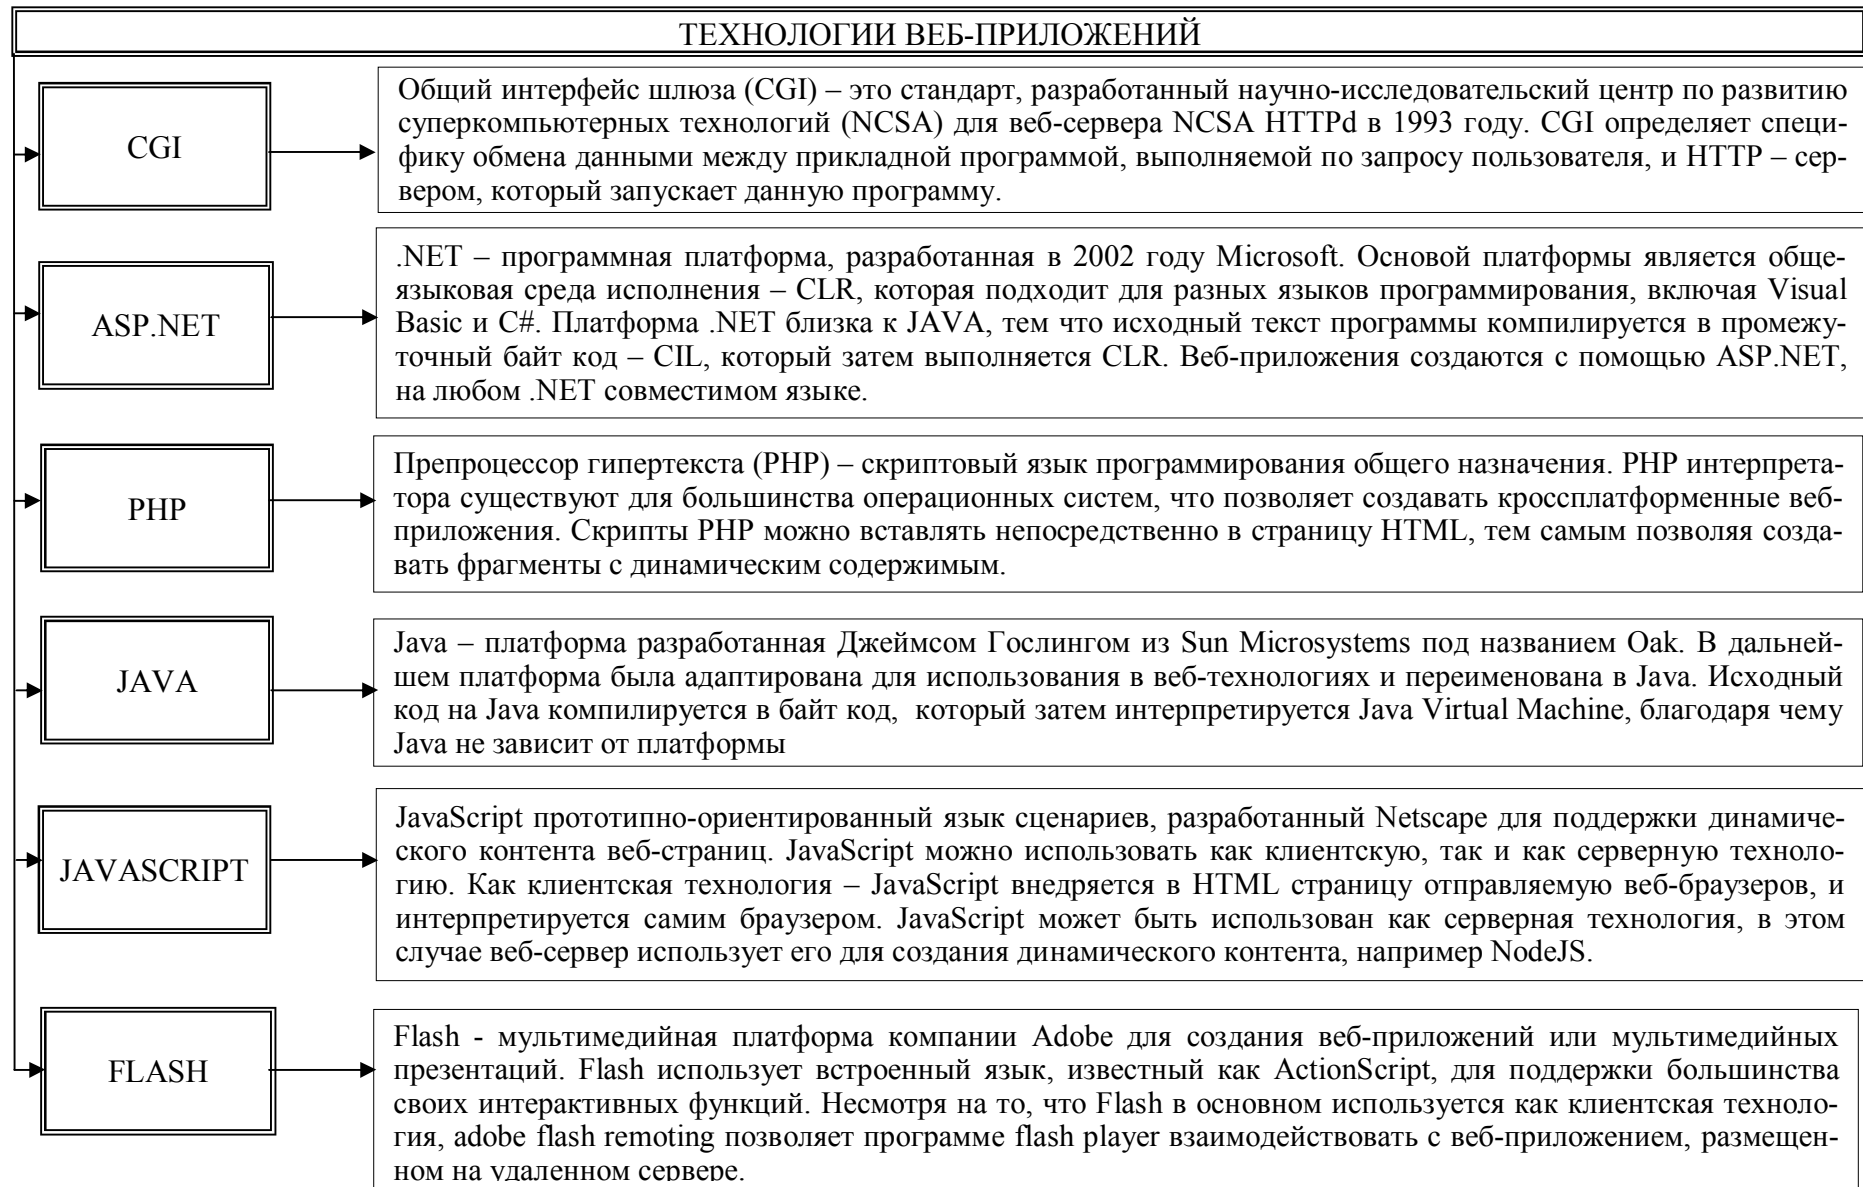 ТЕХНОЛОГИИ ВЕБ-ПРИЛОЖЕНИЙ
CGI
Общий интерфейс шлюза (CGI) – это стандарт, разработанный научно-исследовательский центр по развитию
суперкомпьютерных технологий (NCSA) для веб-сервера NCSA HTTPd в 1993 году. CGI определяет специ-
фику обмена данными между прикладной программой, выполняемой по запросу пользователя, и HTTP – сер-
вером, который запускает данную программу.
ASP.NET
.NET – программная платформа, разработанная в 2002 году Microsoft. Основой платформы является обще-
языковая среда исполнения – CLR, которая подходит для разных языков программирования, включая Visual
Basic и C#. Платформа .NET близка к JAVA, тем что исходный текст программы компилируется в промежу-
точный байт код – CIL, который затем выполняется CLR. Веб-приложения создаются с помощью ASP.NET,
на любом .NET совместимом языке.
PHP
Препроцессор гипертекста (PHP) – скриптовый язык программирования общего назначения. PHP интерпрета-
тора существуют для большинства операционных систем, что позволяет создавать кроссплатформенные веб-
приложения. Скрипты PHP можно вставлять непосредственно в страницу HTML, тем самым позволяя созда-
вать фрагменты с динамическим содержимым.
JAVA
Java – платформа разработанная Джеймсом Гослингом из Sun Microsystems под названием Oak. В дальней-
шем платформа была адаптирована для использования в веб-технологиях и переименована в Java. Исходный
код на Java компилируется в байт код, который затем интерпретируется Java Virtual Machine, благодаря чему
Java не зависит от платформы
JAVASCRIPT
JavaScript прототипно-ориентированный язык сценариев, разработанный Netscape для поддержки динамиче-
ского контента веб-страниц. JavaScript можно использовать как клиентскую, так и как серверную техноло-
гию. Как клиентская технология – JavaScript внедряется в HTML страницу отправляемую веб-браузеров, и
интерпретируется самим браузером. JavaScript может быть использован как серверная технология, в этом
случае веб-сервер использует его для создания динамического контента, например NodeJS.
FLASH
Flash - мультимедийная платформа компании Adobe для создания веб-приложений или мультимедийных
презентаций. Flash использует встроенный язык, известный как ActionScript, для поддержки большинства
своих интерактивных функций. Несмотря на то, что Flash в основном используется как клиентская техноло-
гия, adobe flash remoting позволяет программе flash player взаимодействовать с веб-приложением, размещен-
ном на удаленном сервере.